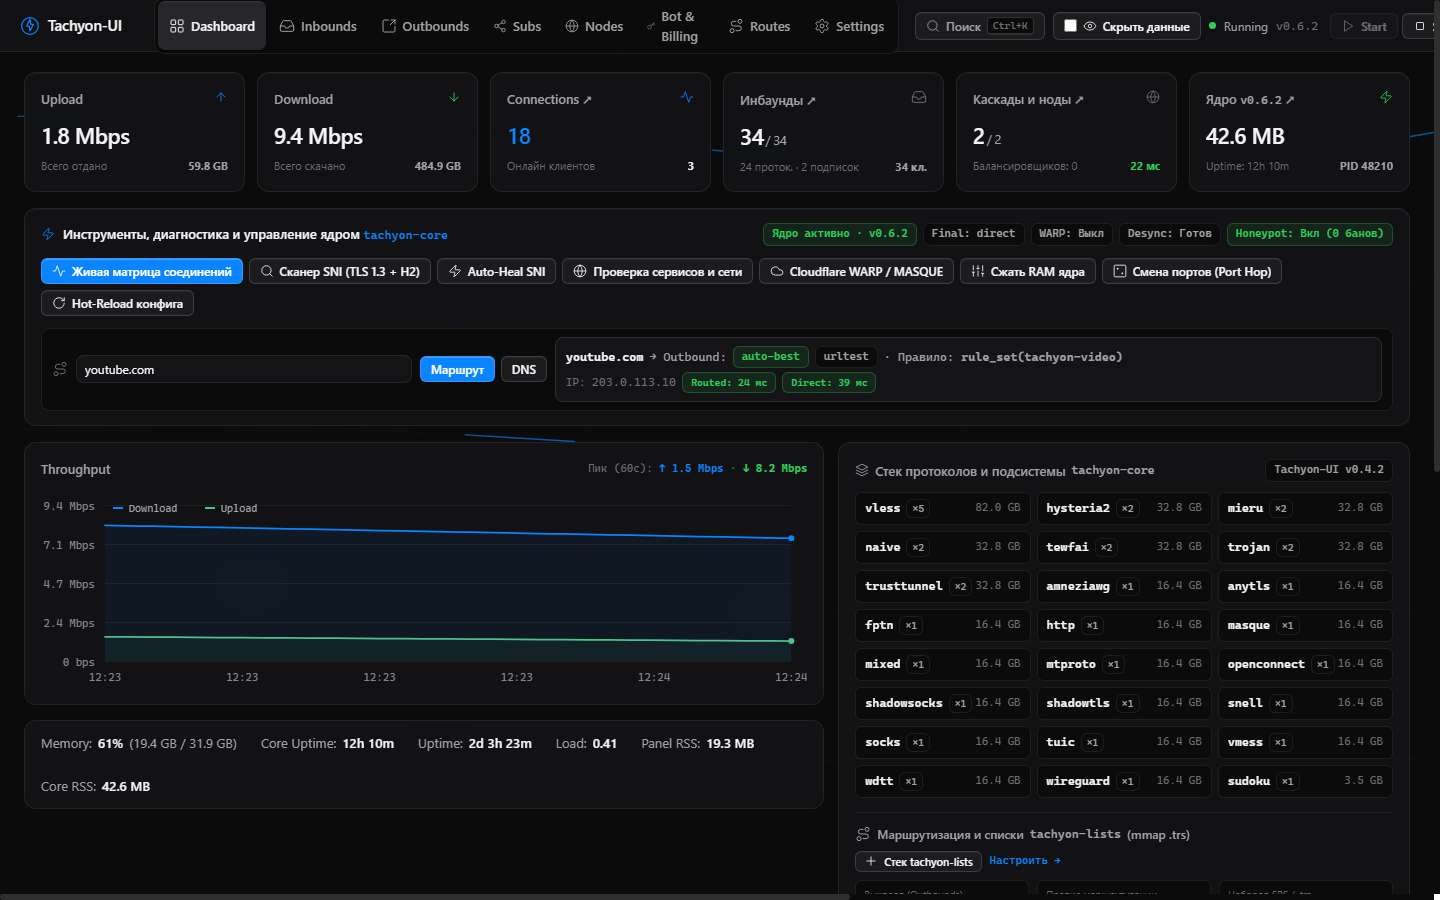 Tachyon-UI
Dashboard
Inbounds
Outbounds
Subs
Nodes
Bot & Billing
Routes
Settings
Поиск Ctrl+K
Скрыть данные
Running v0.6.2
Start
Upload
1.8 Mbps
Всего отдано 59.8 GB
Download
9.4 Mbps
Всего скачано 484.9 GB
Connections ↗
18
Онлайн клиентов 3
Инбаунды ↗
34 / 34
24 проток. · 2 подписок 34 кл.
Каскады и ноды ↗
2 / 2
Балансировщиков: 0 22 мс
Ядро v0.6.2 ↗
42.6 MB
Uptime: 12h 10m PID 48210
Инструменты, диагностика и управление ядром tachyon-core
Ядро активно · v0.6.2
Final: direct
WARP: Выкл
Desync: Готов
Honeypot: Вкл (0 банов)
Живая матрица соединений
Сканер SNI (TLS 1.3 + H2)
Auto-Heal SNI
Проверка сервисов и сети
Cloudflare WARP / MASQUE
Сжать RAM ядра
Смена портов (Port Hop)
Hot-Reload конфига
youtube.com
Маршрут
DNS
youtube.com → Outbound: auto-best urltest · Правило: rule_set(tachyon-video)
IP: 203.0.113.10 Routed: 24 мс Direct: 39 мс
Throughput
Пик (60с): ↑ 1.5 Mbps · ↓ 8.2 Mbps
Download Upload
9.4 Mbps
7.1 Mbps
4.7 Mbps
2.4 Mbps
0 bps
12:23 12:23 12:23 12:23 12:24 12:24
Memory: 61% (19.4 GB / 31.9 GB) Core Uptime: 12h 10m Uptime: 2d 3h 23m Load: 0.41 Panel RSS: 19.3 MB
Core RSS: 42.6 MB
Стек протоколов и подсистемы tachyon-core
Tachyon-UI v0.4.2
vless ×5 82.0 GB
hysteria2 ×2 32.8 GB
mieru ×2 32.8 GB
naive ×2 32.8 GB
tewfai ×2 32.8 GB
trojan ×2 32.8 GB
trusttunnel ×2 32.8 GB
amneziawg ×1 16.4 GB
anytls ×1 16.4 GB
fptn ×1 16.4 GB
http ×1 16.4 GB
masque ×1 16.4 GB
mixed ×1 16.4 GB
mtproto ×1 16.4 GB
openconnect ×1 16.4 GB
shadowsocks ×1 16.4 GB
shadowtls ×1 16.4 GB
snell ×1 16.4 GB
socks ×1 16.4 GB
tuic ×1 16.4 GB
vmess ×1 16.4 GB
wdtt ×1 16.4 GB
wireguard ×1 16.4 GB
sudoku ×1 3.5 GB
Маршрутизация и списки tachyon-lists (mmap .trs)
Стек tachyon-lists
Настроить →